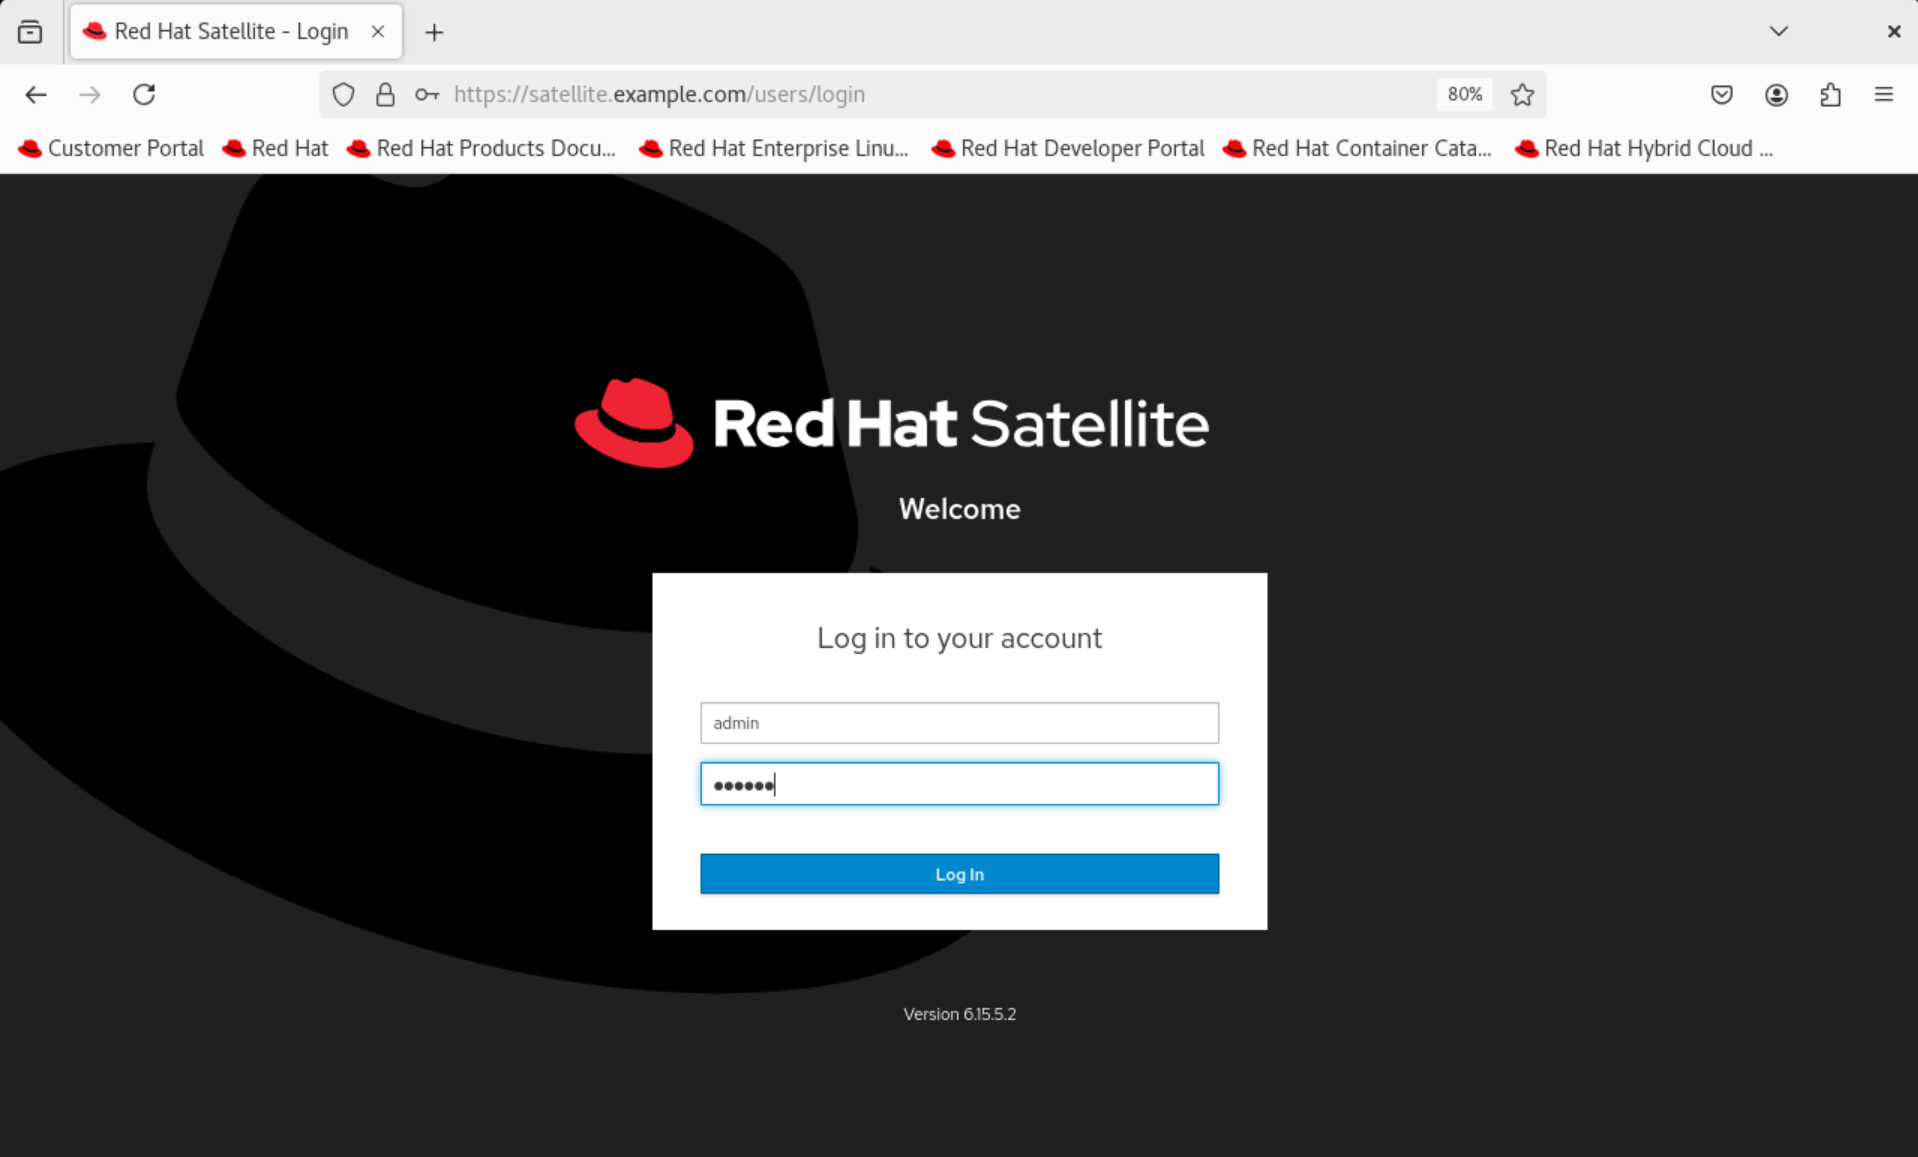 Red Hat Satellite - Login
https://satellite.example.com/users/login
80%
Customer Portal
Red Hat
Red Hat Products Docu...
Red Hat Enterprise Linu...
Red Hat Developer Portal
Red Hat Container Cata...
Red Hat Hybrid Cloud ...
Red Hat Satellite
Welcome
Log in to your account
admin
••••••
Log In
Version 6.15.5.2